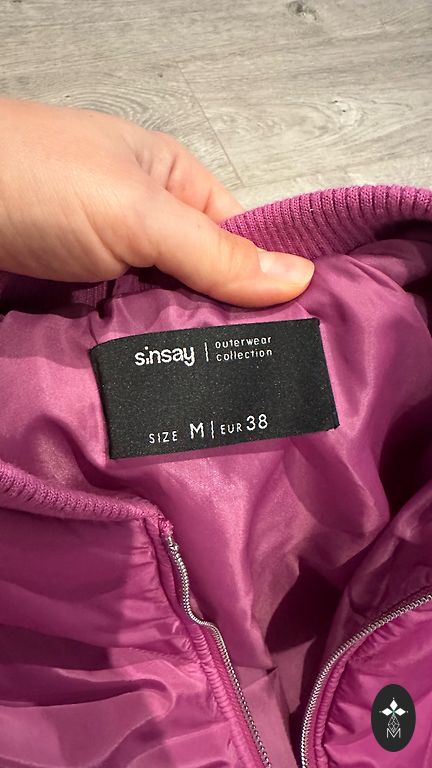 sinsay | outerwear
collection
SIZE M | EUR 38